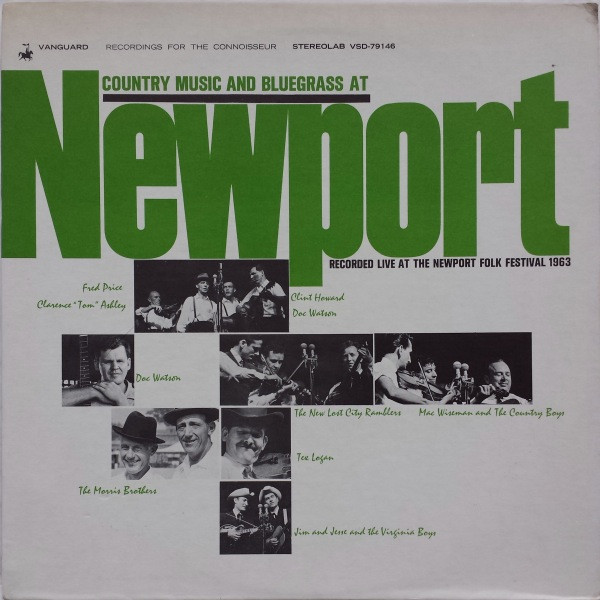 VANGUARD RECORDINGS FOR THE CONNOISSEUR STEREOLAB VSD-79146
COUNTRY MUSIC AND BLUEGRASS AT
Newport
RECORDED LIVE AT THE NEWPORT FOLK FESTIVAL 1963
Fred Price
Clarence "Tom" Ashley
Clint Howard
Doc Watson
Doc Watson
The New Lost City Ramblers
Mac Wiseman and The Country Boys
The Morris Brothers
Tex Logan
Jim and Jesse and the Virginia Boys